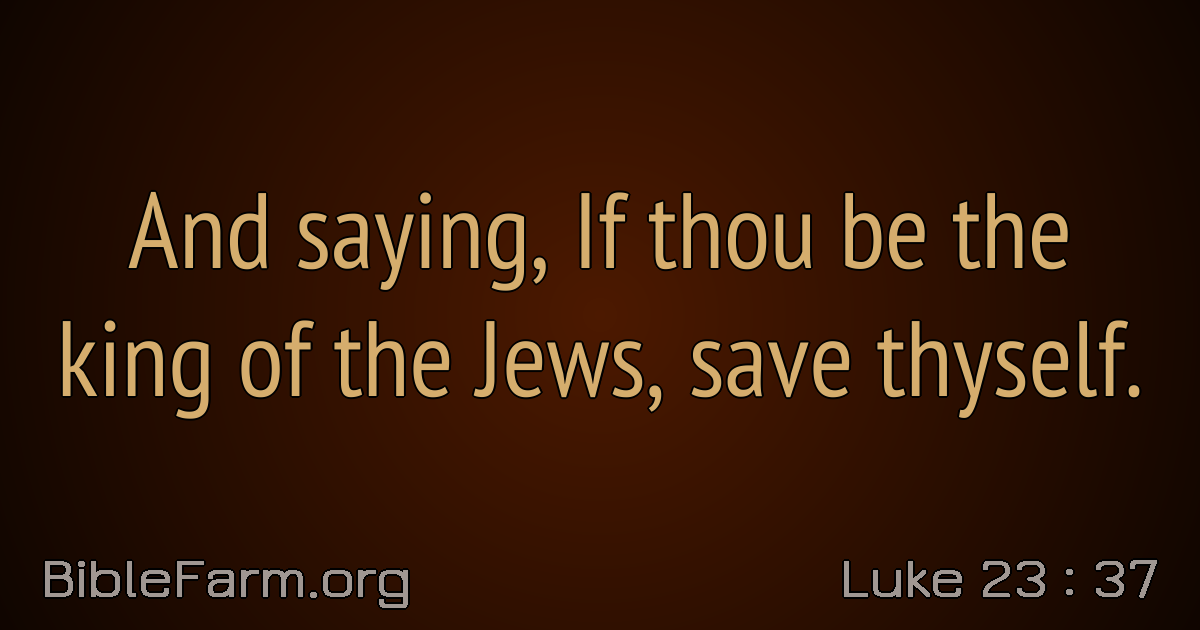 And saying, If thou be the
king of the Jews, save thyself.
BibleFarm.org
Luke 23 : 37